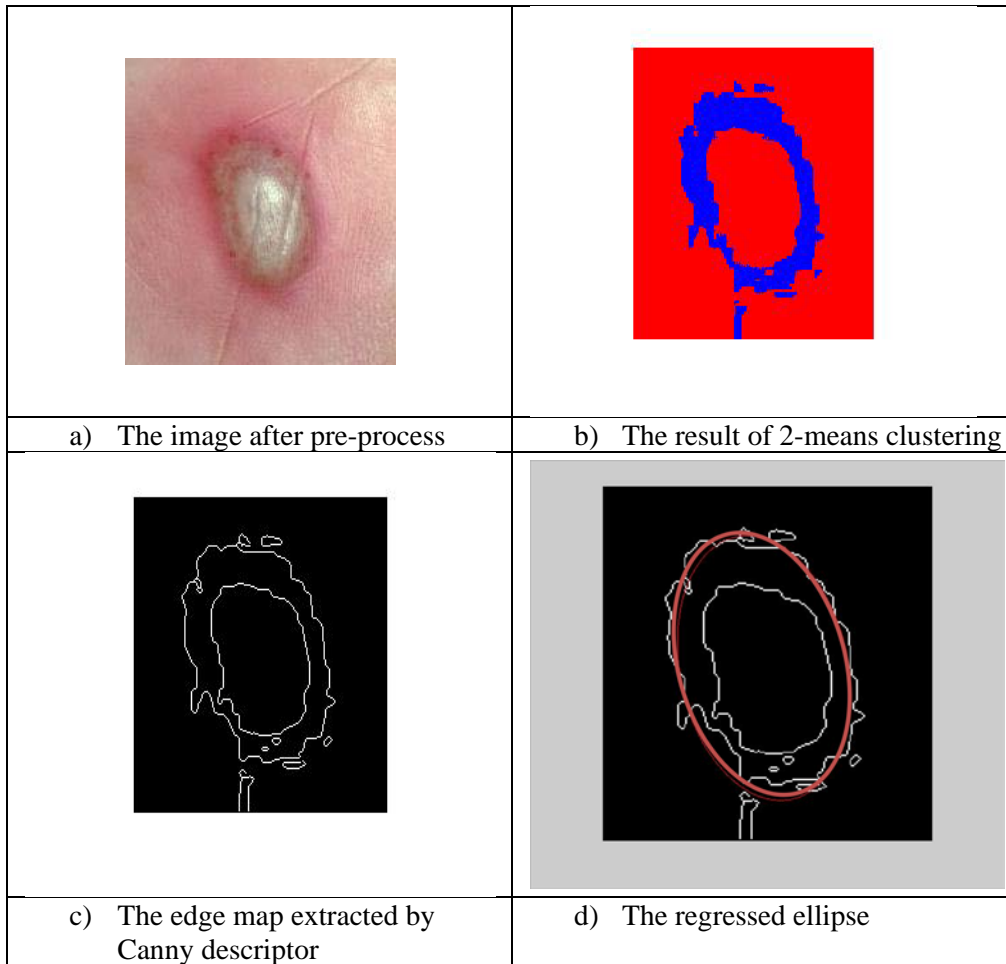 a) The image after pre-process
b) The result of 2-means clustering
c) The edge map extracted by
Canny descriptor
d) The regressed ellipse